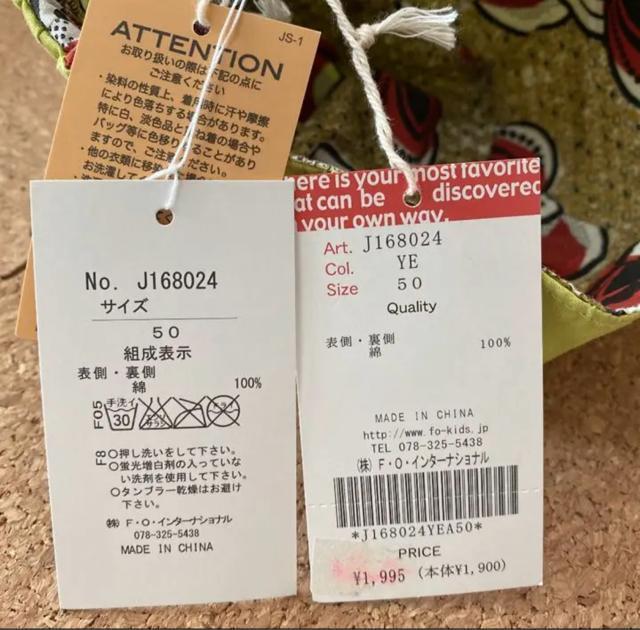 ATTENTION
JS-1
お取り扱いの際は下記の点に
ご注意ください
・染料の性質上、着用時に汗や摩擦
により色落ちする場合があります。
特に白、淡色品との重ね着の場合や
バッグ等に色移りすることがあり
ますので、ご注意ください。
・他の衣類に移染
お洗濯して
No. J168024
サイズ
50
組成表示
表側・裏側
綿 100%
F05 手洗イ 30
F8 〇押し洗いをして下さい。
〇蛍光増白剤の入っていな
い洗剤を使用して下さい。
〇タンブラー乾燥はお避け
下さい。
㈱ F・O・インターナショナル
078-325-5438
MADE IN CHINA
here is your most favorite
at can be discovered
your own way.
Art. J168024
Col. YE
Size 50
Quality
表側・裏側
綿 100%
MADE IN CHINA
http://www.fo-kids.jp
TEL 078-325-5438
㈱ F・O・インターナショナル
*J168024YEA50*
PRICE
¥1,995 (本体¥1,900)